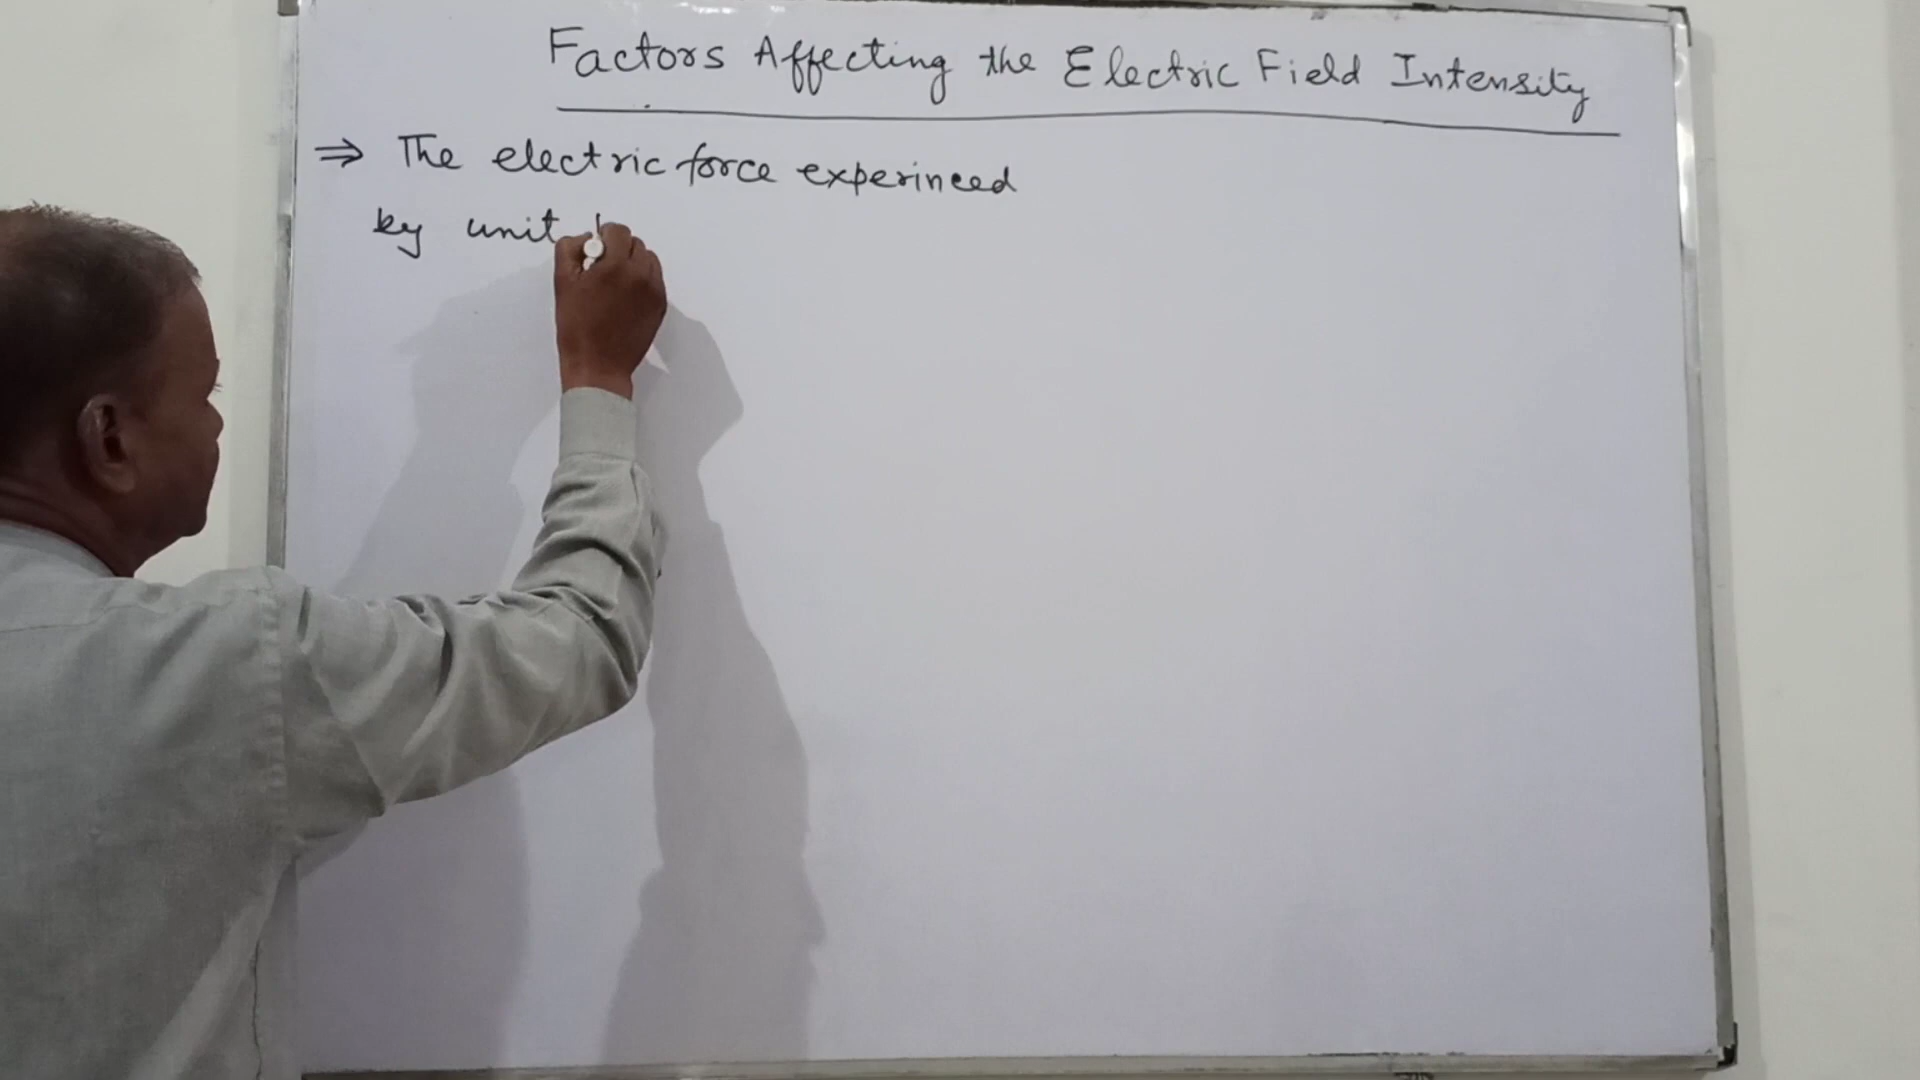 Factors Affecting the Electric Field Intensity
⇒ The electric force experinced
by unit